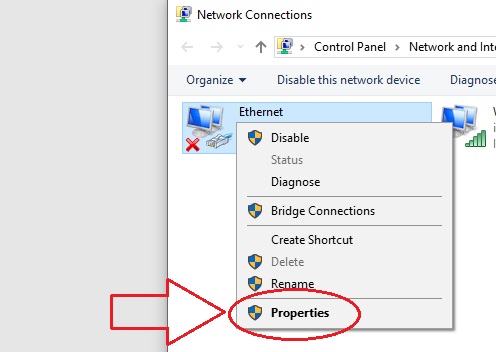 Network Connections
Control Panel > Network and Inte
Organize Disable this network device Diagnose
Ethernet
Disable
Status
Diagnose
Bridge Connections
Create Shortcut
Delete
Rename
Properties